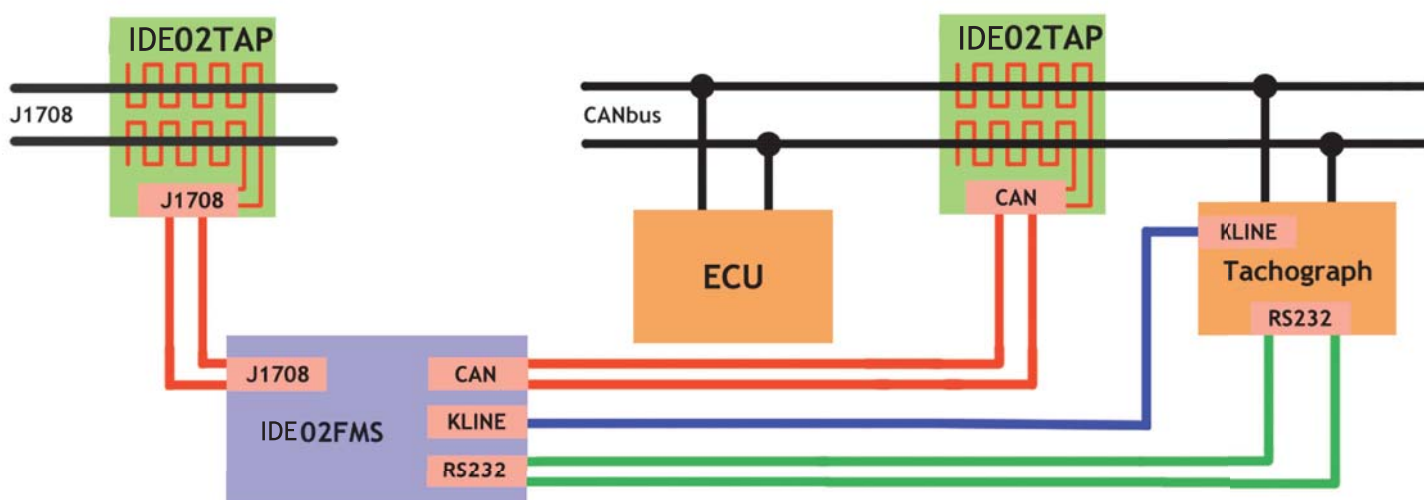 IDE02TAP
J1708
J1708
IDE02TAP
CANbus
CAN
ECU
KLINE
Tachograph
RS232
J1708
CAN
IDE02FMS
KLINE
RS232